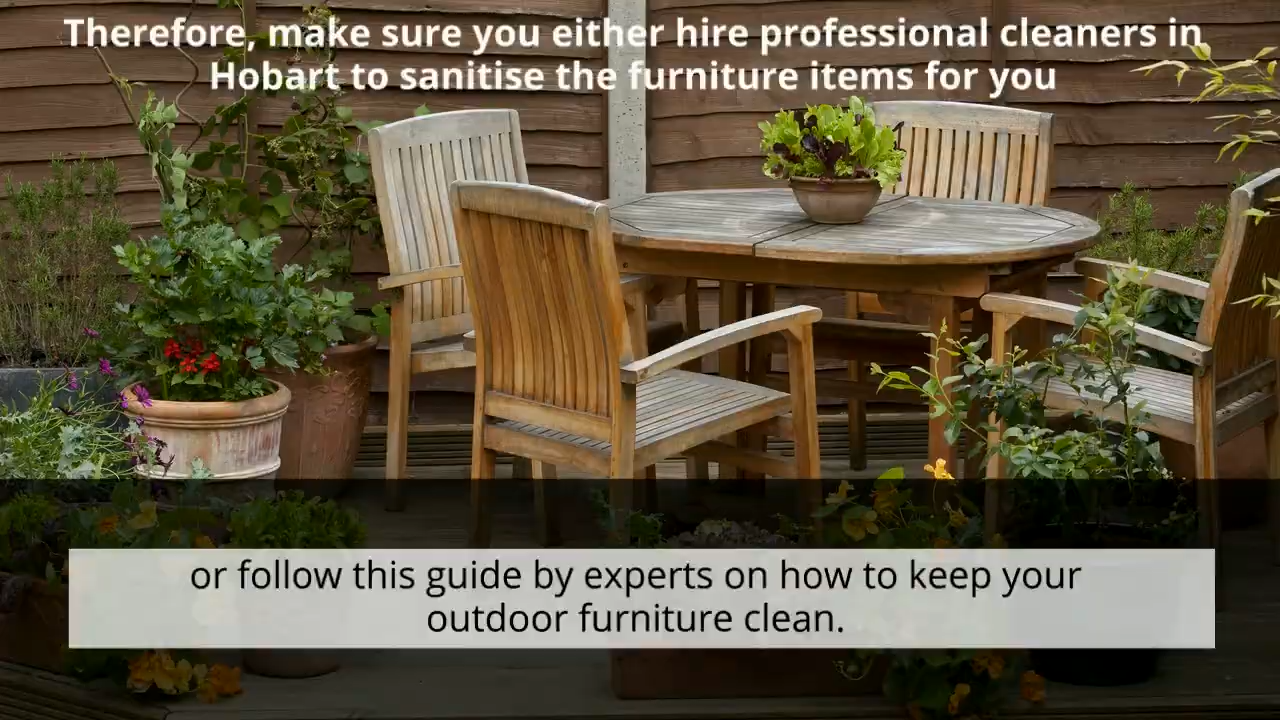 Therefore, make sure you either hire professional cleaners in
Hobart to sanitise the furniture items for you
or follow this guide by experts on how to keep your
outdoor furniture clean.